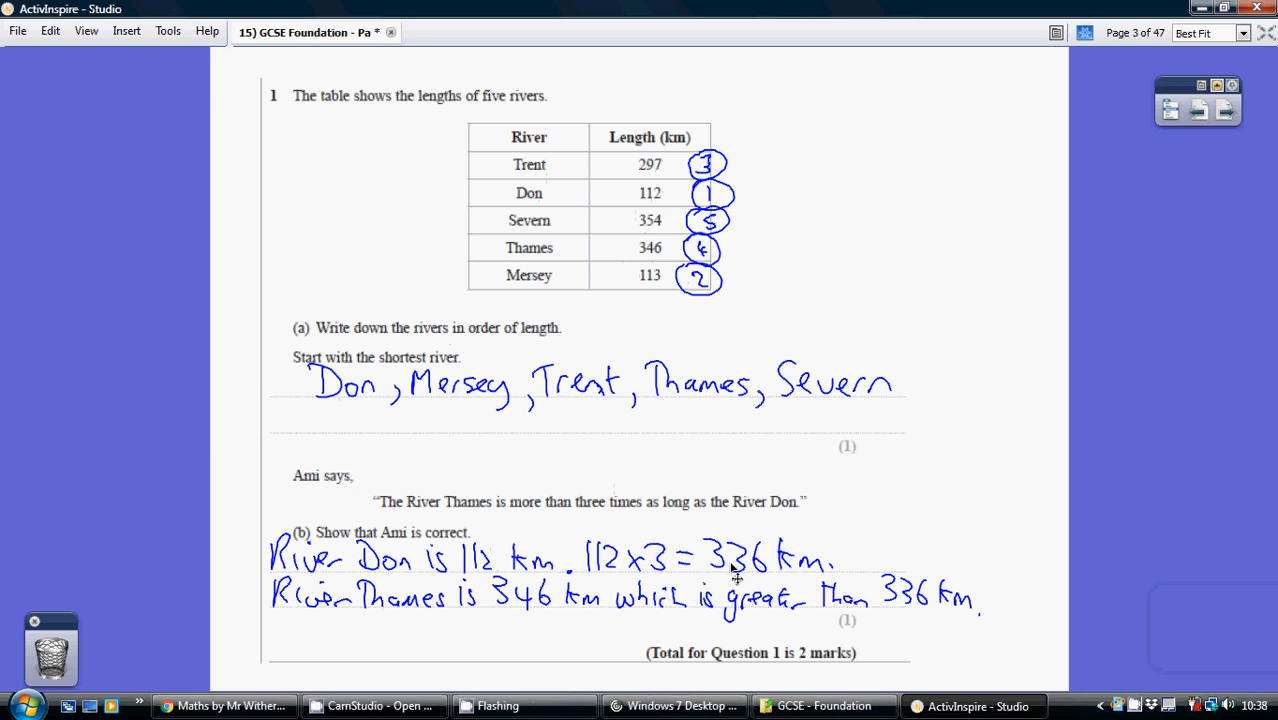 ActivInspire - Studio
File Edit View Insert Tools Help
15) GCSE Foundation - Pa *
Page 3 of 47
Best Fit
1 The table shows the lengths of five rivers.
River Length (km)
Trent 297 3
Don 112 1
Severn 354 5
Thames 346 4
Mersey 113 2
(a) Write down the rivers in order of length.
Start with the shortest river.
Don, Mersey, Trent, Thames, Severn
(1)
Ami says,
"The River Thames is more than three times as long as the River Don."
(b) Show that Ami is correct.
River Don is 112 km. 112 x 3 = 336 km.
River Thames is 346 km which is greater than 336 km.
(1)
(Total for Question 1 is 2 marks)
Maths by Mr Wither...
CamStudio - Open ...
Flashing
Windows 7 Desktop ...
GCSE - Foundation
ActivInspire - Studio
10:38